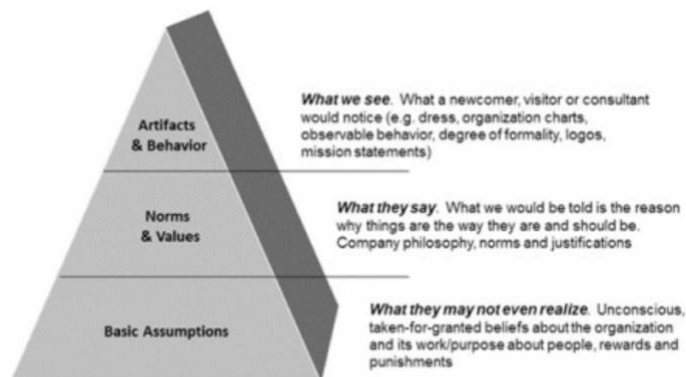 Artifacts
& Behavior
What we see. What a newcomer, visitor or consultant
would notice (e.g. dress, organization charts,
observable behavior, degree of formality, logos,
mission statements)
Norms
& Values
What they say. What we would be told is the reason
why things are the way they are and should be.
Company philosophy, norms and justifications
Basic Assumptions
What they may not even realize. Unconscious,
taken-for-granted beliefs about the organization
and its work/purpose about people, rewards and
punishments